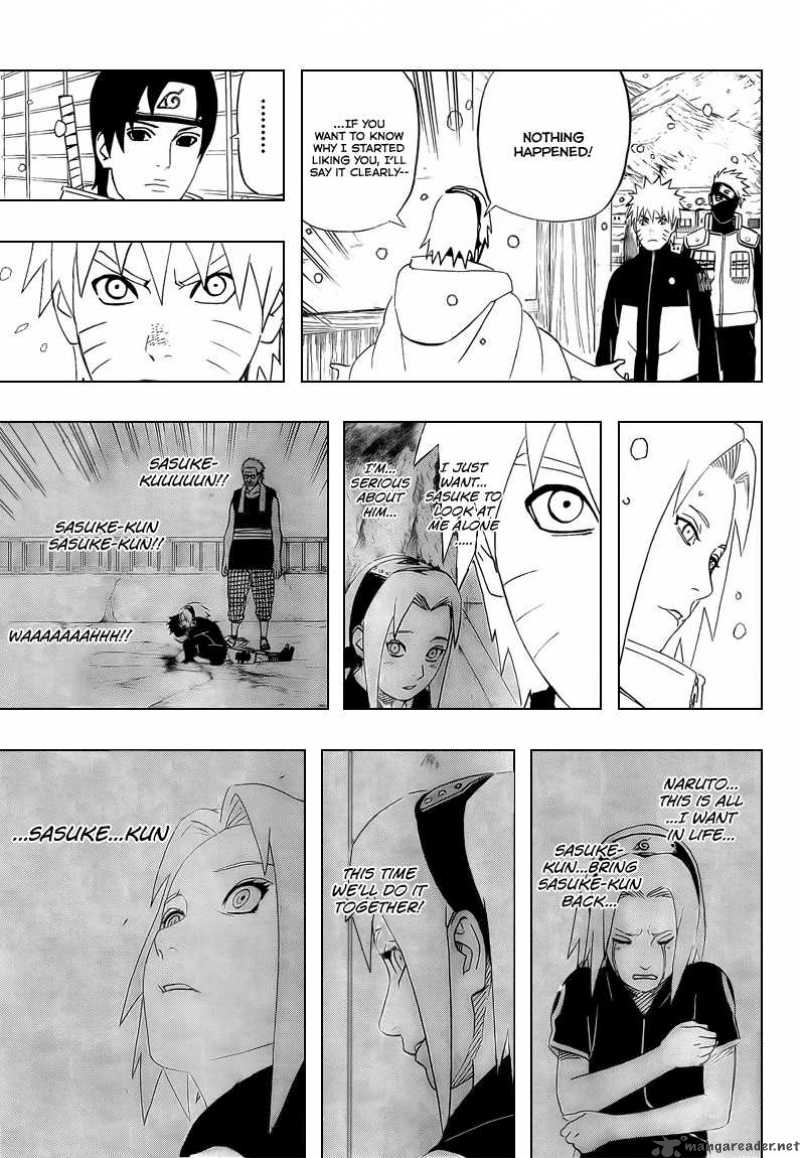 NOTHING
HAPPENED!
...IF YOU
WANT TO KNOW
WHY I STARTED
LIKING YOU, I'LL
SAY IT CLEARLY--
.........
I JUST
WANT...
SASUKE TO
LOOK AT
ME ALONE
.....
I'M...
SERIOUS
ABOUT
HIM...
SASUKE-
KUUUUUN!!
SASUKE-KUN
SASUKE-KUN!!
WAAAAAAAHHH!!
NARUTO...
THIS IS ALL
...I WANT
IN LIFE...
SASUKE-
KUN...BRING
SASUKE-KUN
BACK...
THIS TIME
WE'LL DO IT
TOGETHER!
...SASUKE...KUN
mangareader.net